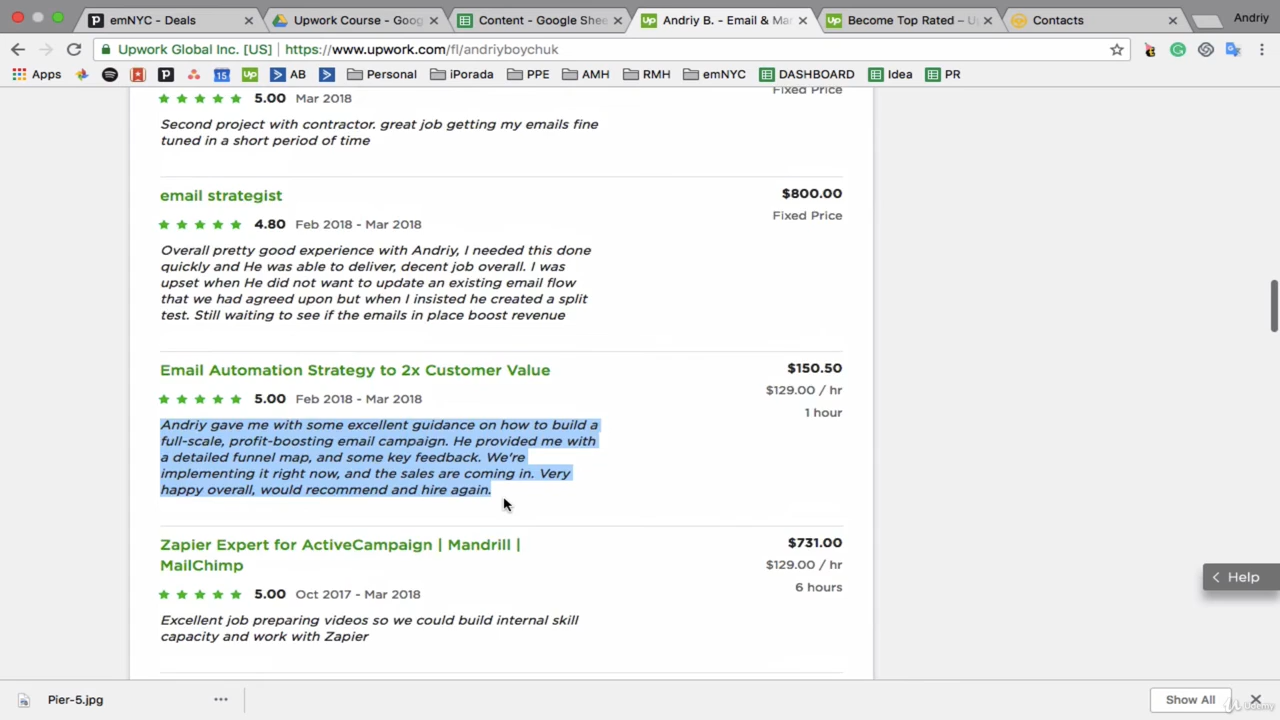 emNYC - Deals
Upwork Course - Goog
Content - Google Shee
Andriy B. - Email & Mar
Become Top Rated – U
Contacts
Andriy
Upwork Global Inc. [US] | https://www.upwork.com/fl/andriyboychuk
Apps
15
Up
AB
Personal
iPorada
PPE
AMH
RMH
emNYC
DASHBOARD
Idea
PR
5.00 Mar 2018
Fixed Price
Second project with contractor. great job getting my emails fine
tuned in a short period of time
email strategist
$800.00
4.80 Feb 2018 - Mar 2018
Fixed Price
Overall pretty good experience with Andriy, I needed this done
quickly and He was able to deliver, decent job overall. I was
upset when He did not want to update an existing email flow
that we had agreed upon but when I insisted he created a split
test. Still waiting to see if the emails in place boost revenue
Email Automation Strategy to 2x Customer Value
$150.50
$129.00 / hr
5.00 Feb 2018 - Mar 2018
1 hour
Andriy gave me with some excellent guidance on how to build a
full-scale, profit-boosting email campaign. He provided me with
a detailed funnel map, and some key feedback. We're
implementing it right now, and the sales are coming in. Very
happy overall, would recommend and hire again.
Zapier Expert for ActiveCampaign | Mandrill |
MailChimp
$731.00
$129.00 / hr
6 hours
5.00 Oct 2017 - Mar 2018
Excellent job preparing videos so we could build internal skill
capacity and work with Zapier
Help
Pier-5.jpg
Show All
Udemy